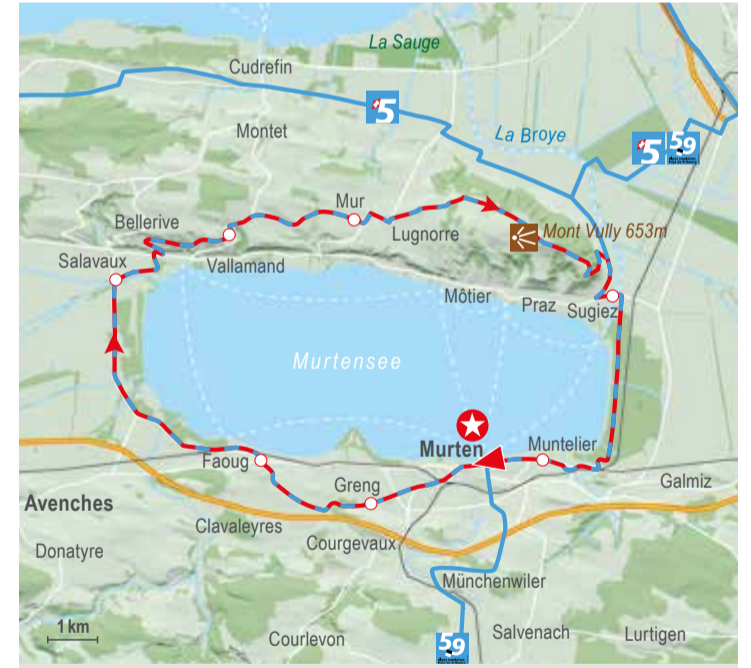 La Sauge
Cudrefin
5
Montet
La Broye
5
59
Mur
Bellerive
Lugnorre
Mont Vully 653m
Salavaux
Vallamand
Môtier
Praz
Sugiez
Murtensee
Murten
Muntelier
Faoug
Galmiz
Greng
Avenches
Clavaleyres
Courgevaux
Donatyre
Münchenwiler
1 km
Courlevon
59
Salvenach
Lurtigen